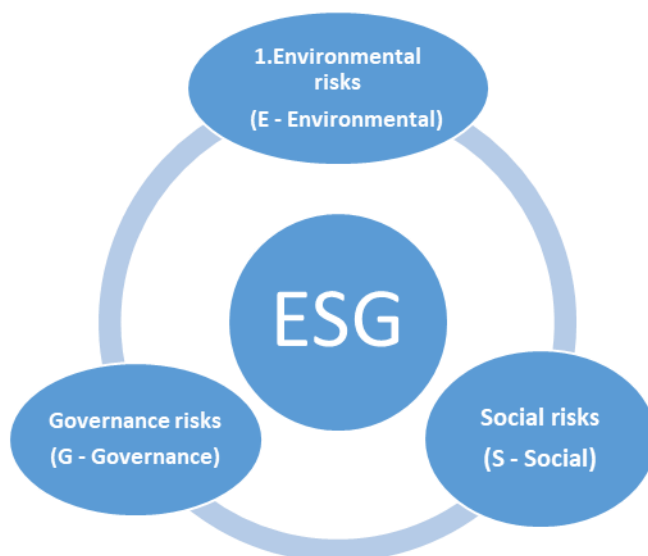 1.Environmental
risks
(E - Environmental)
ESG
Governance risks
(G - Governance)
Social risks
(S - Social)